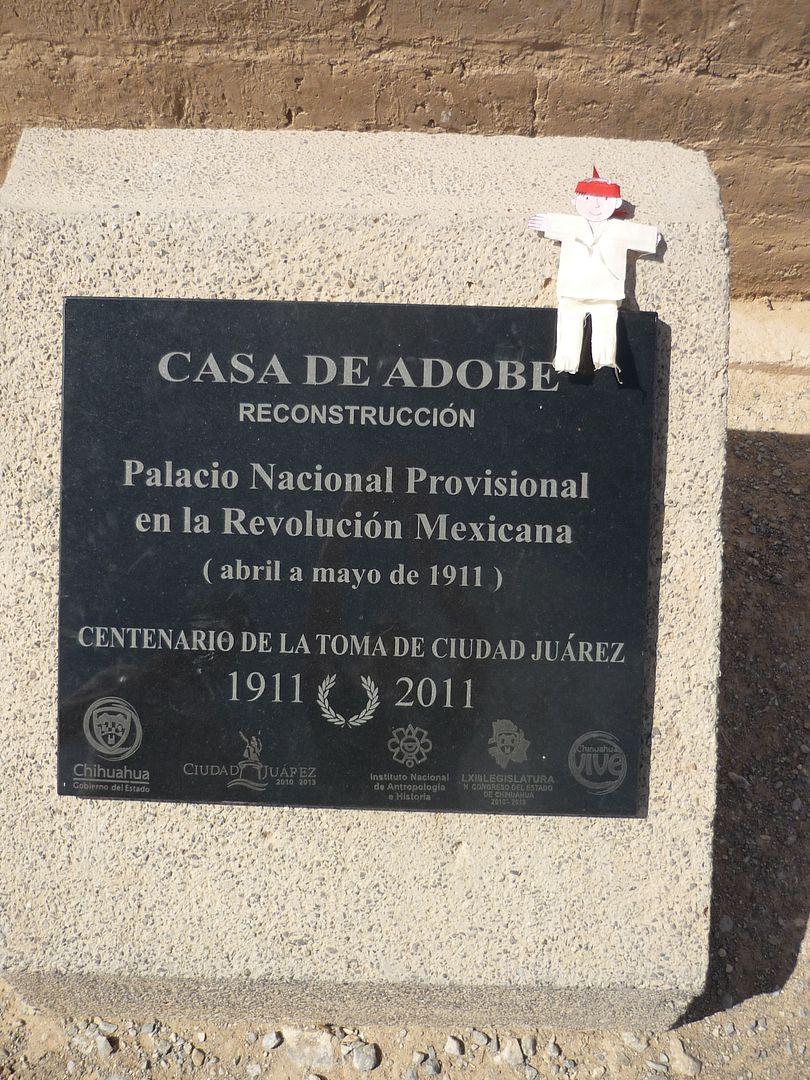 CASA DE ADOBE
RECONSTRUCCIÓN
Palacio Nacional Provisional
en la Revolución Mexicana
( abril a mayo de 1911 )
CENTENARIO DE LA TOMA DE CIUDAD JUÁREZ
1911 2011
Chihuahua
Gobierno del Estado
CIUDAD JUÁREZ
2010 2013
Instituto Nacional
de Antropología
e Historia
LXIII LEGISLATURA
H CONGRESO DEL ESTADO
DE CHIHUAHUA
2010 - 2013
Chihuahua
vive